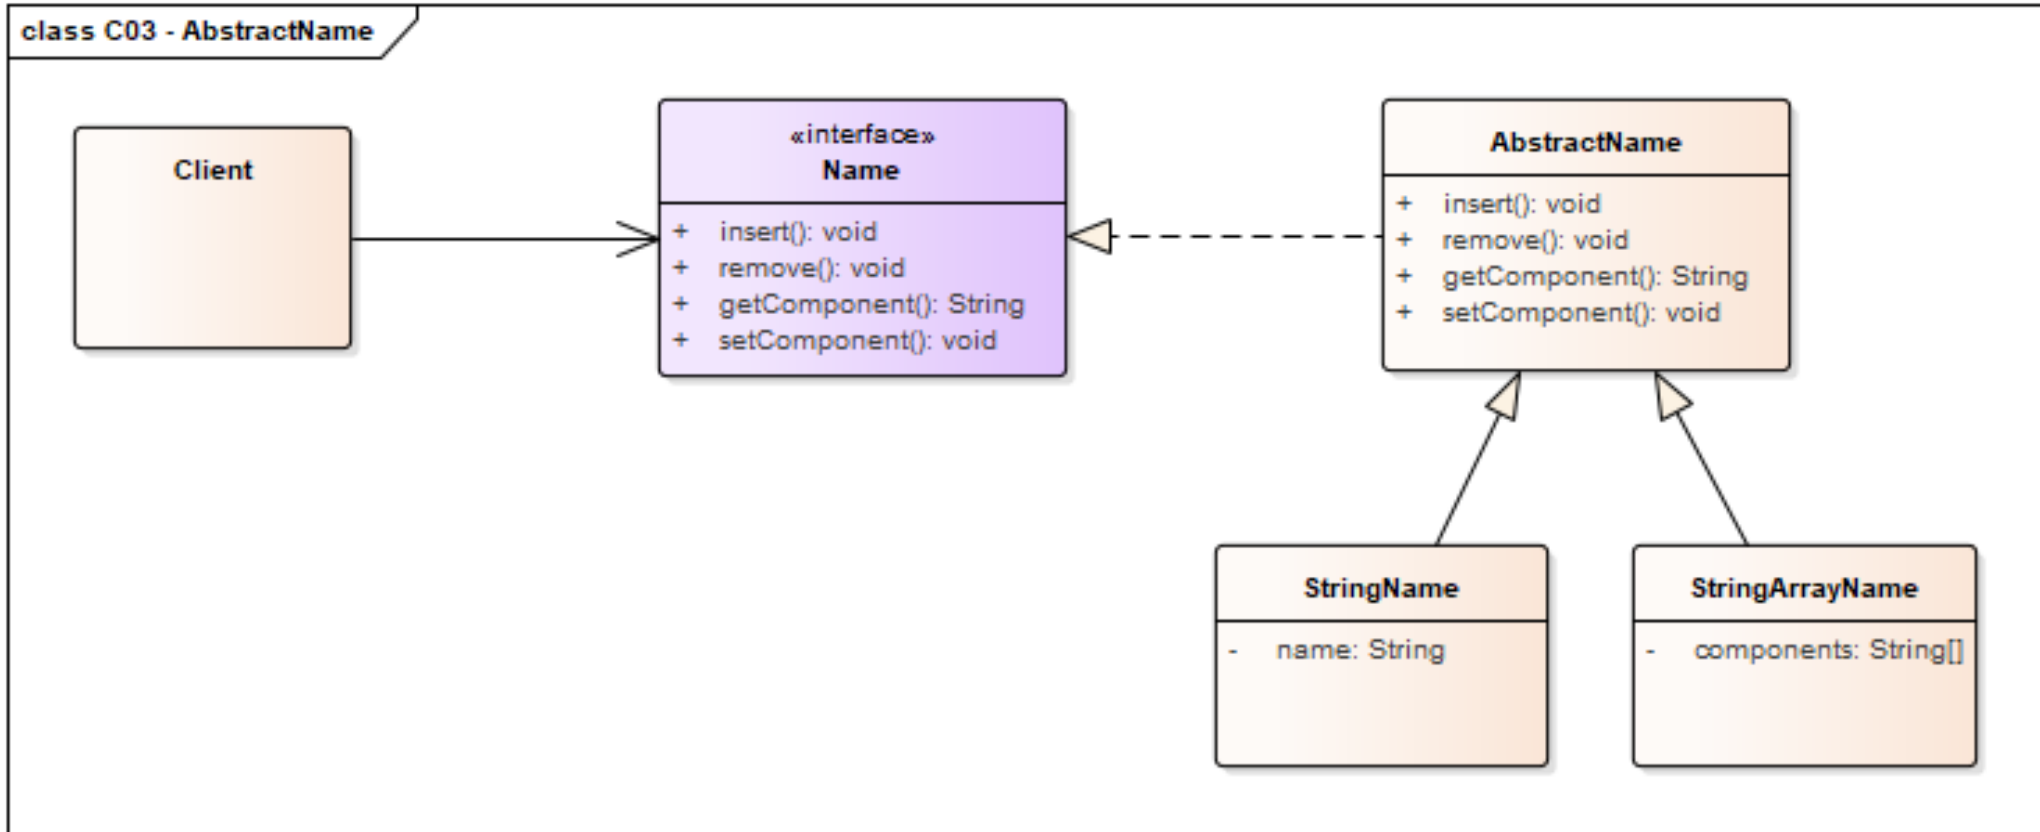 class C03 - AbstractName
Client
«interface»
Name
+ insert(): void
+ remove(): void
+ getComponent(): String
+ setComponent(): void
AbstractName
+ insert(): void
+ remove(): void
+ getComponent(): String
+ setComponent(): void
StringName
- name: String
StringArrayName
- components: String[]